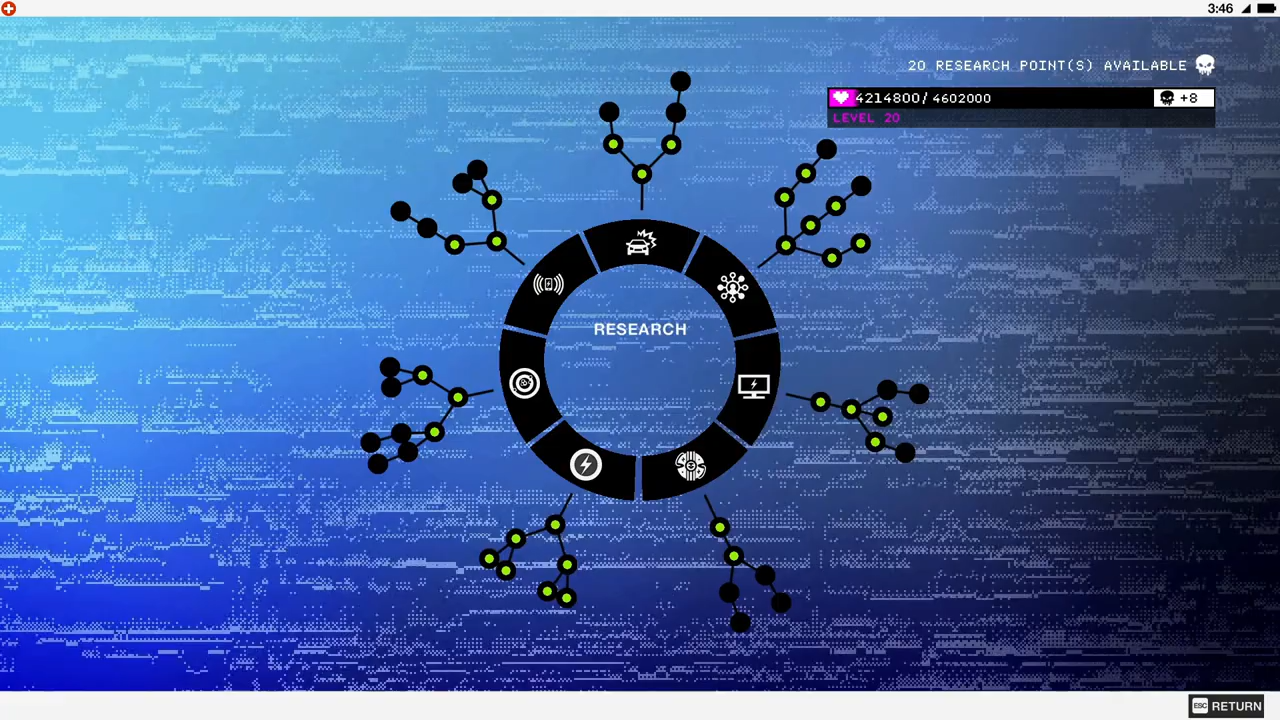 3:46
20 RESEARCH POINT(S) AVAILABLE
4214800/ 4602000
+8
LEVEL 20
RESEARCH
ESC RETURN